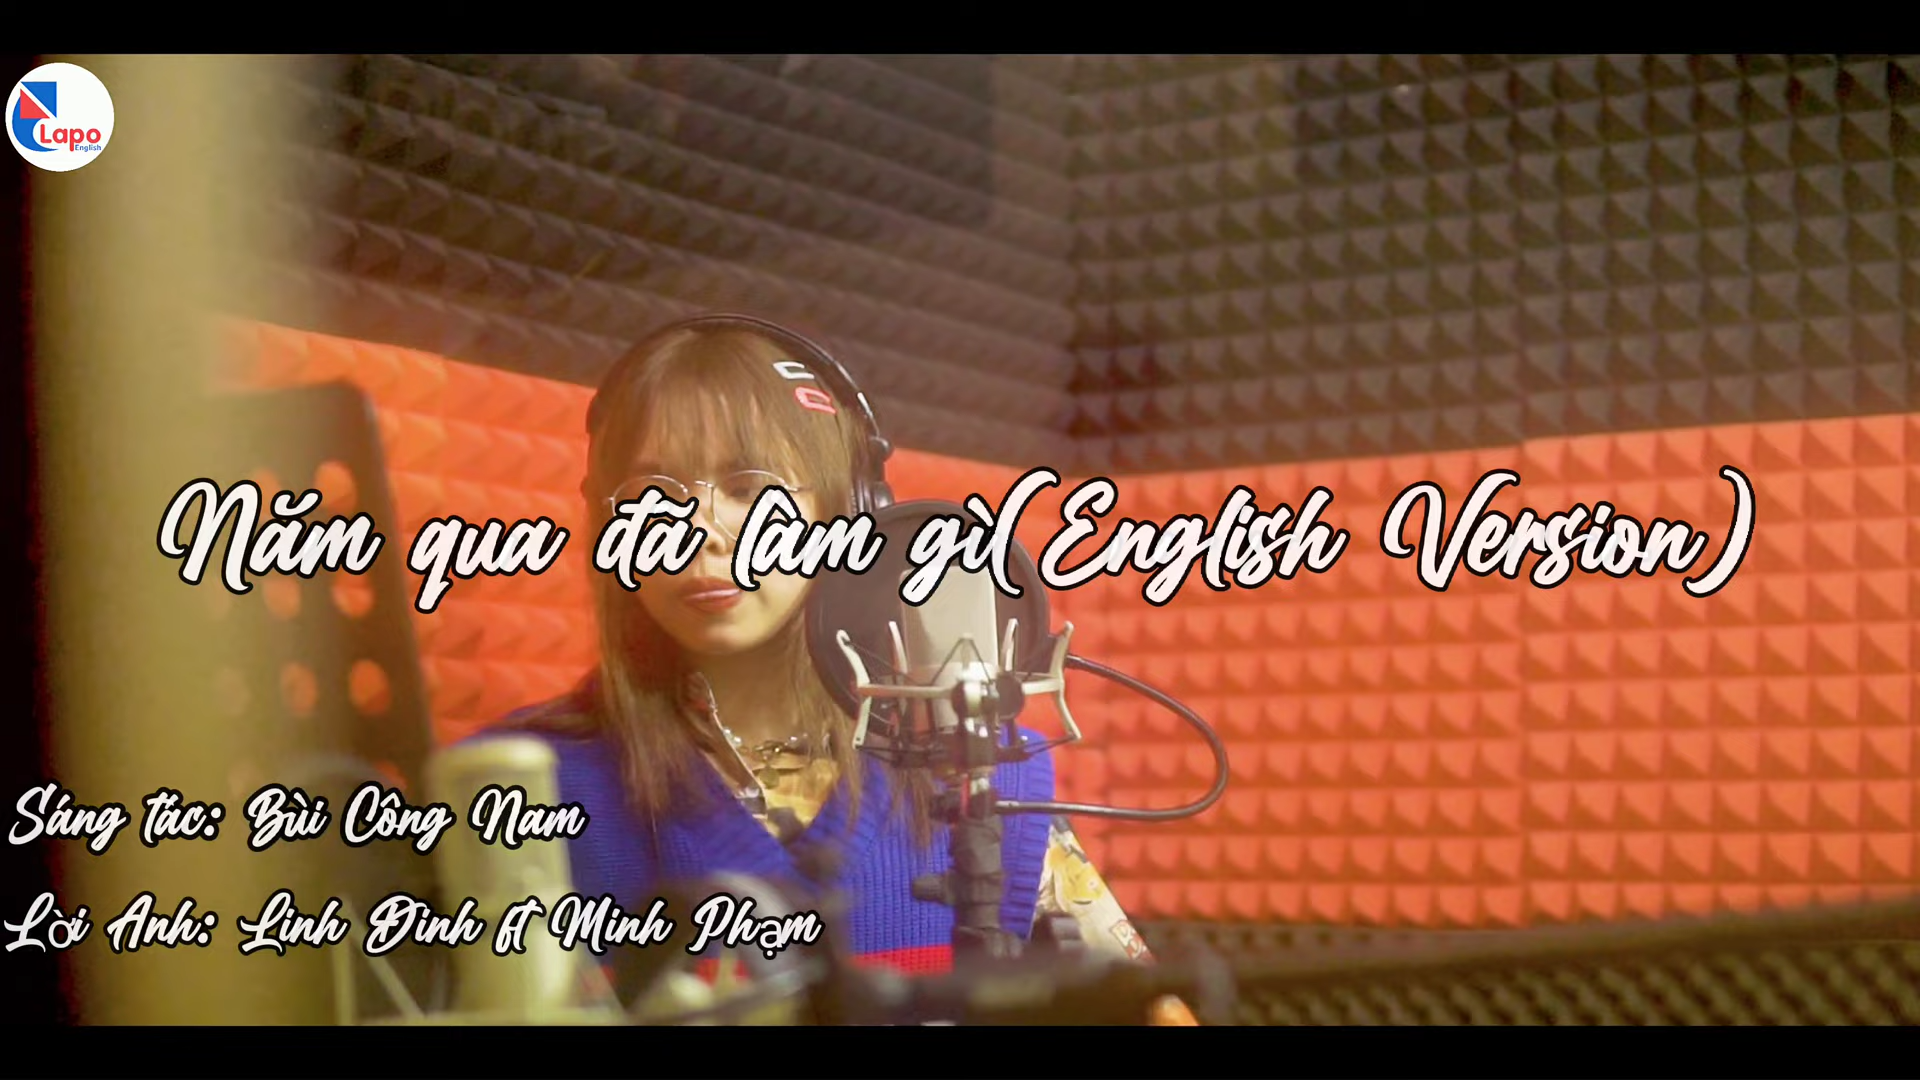 Lapo
English
Năm qua đã làm gì(English Version)
Sáng tác: Bùi Công Nam
Lời Anh: Linh Đinh ft Minh Phạm